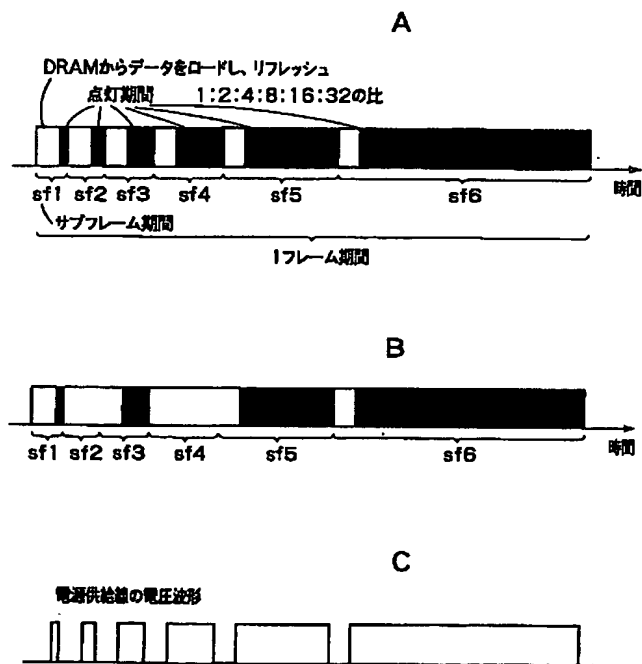 A
DRAMからデータをロードし、リフレッシュ
点灯期間 1:2:4:8:16:32の比
sf1 sf2 sf3 sf4 sf5 sf6 時間
サブフレーム期間
1フレーム期間
B
sf1 sf2 sf3 sf4 sf5 sf6 時間
C
電源供給線の電圧波形